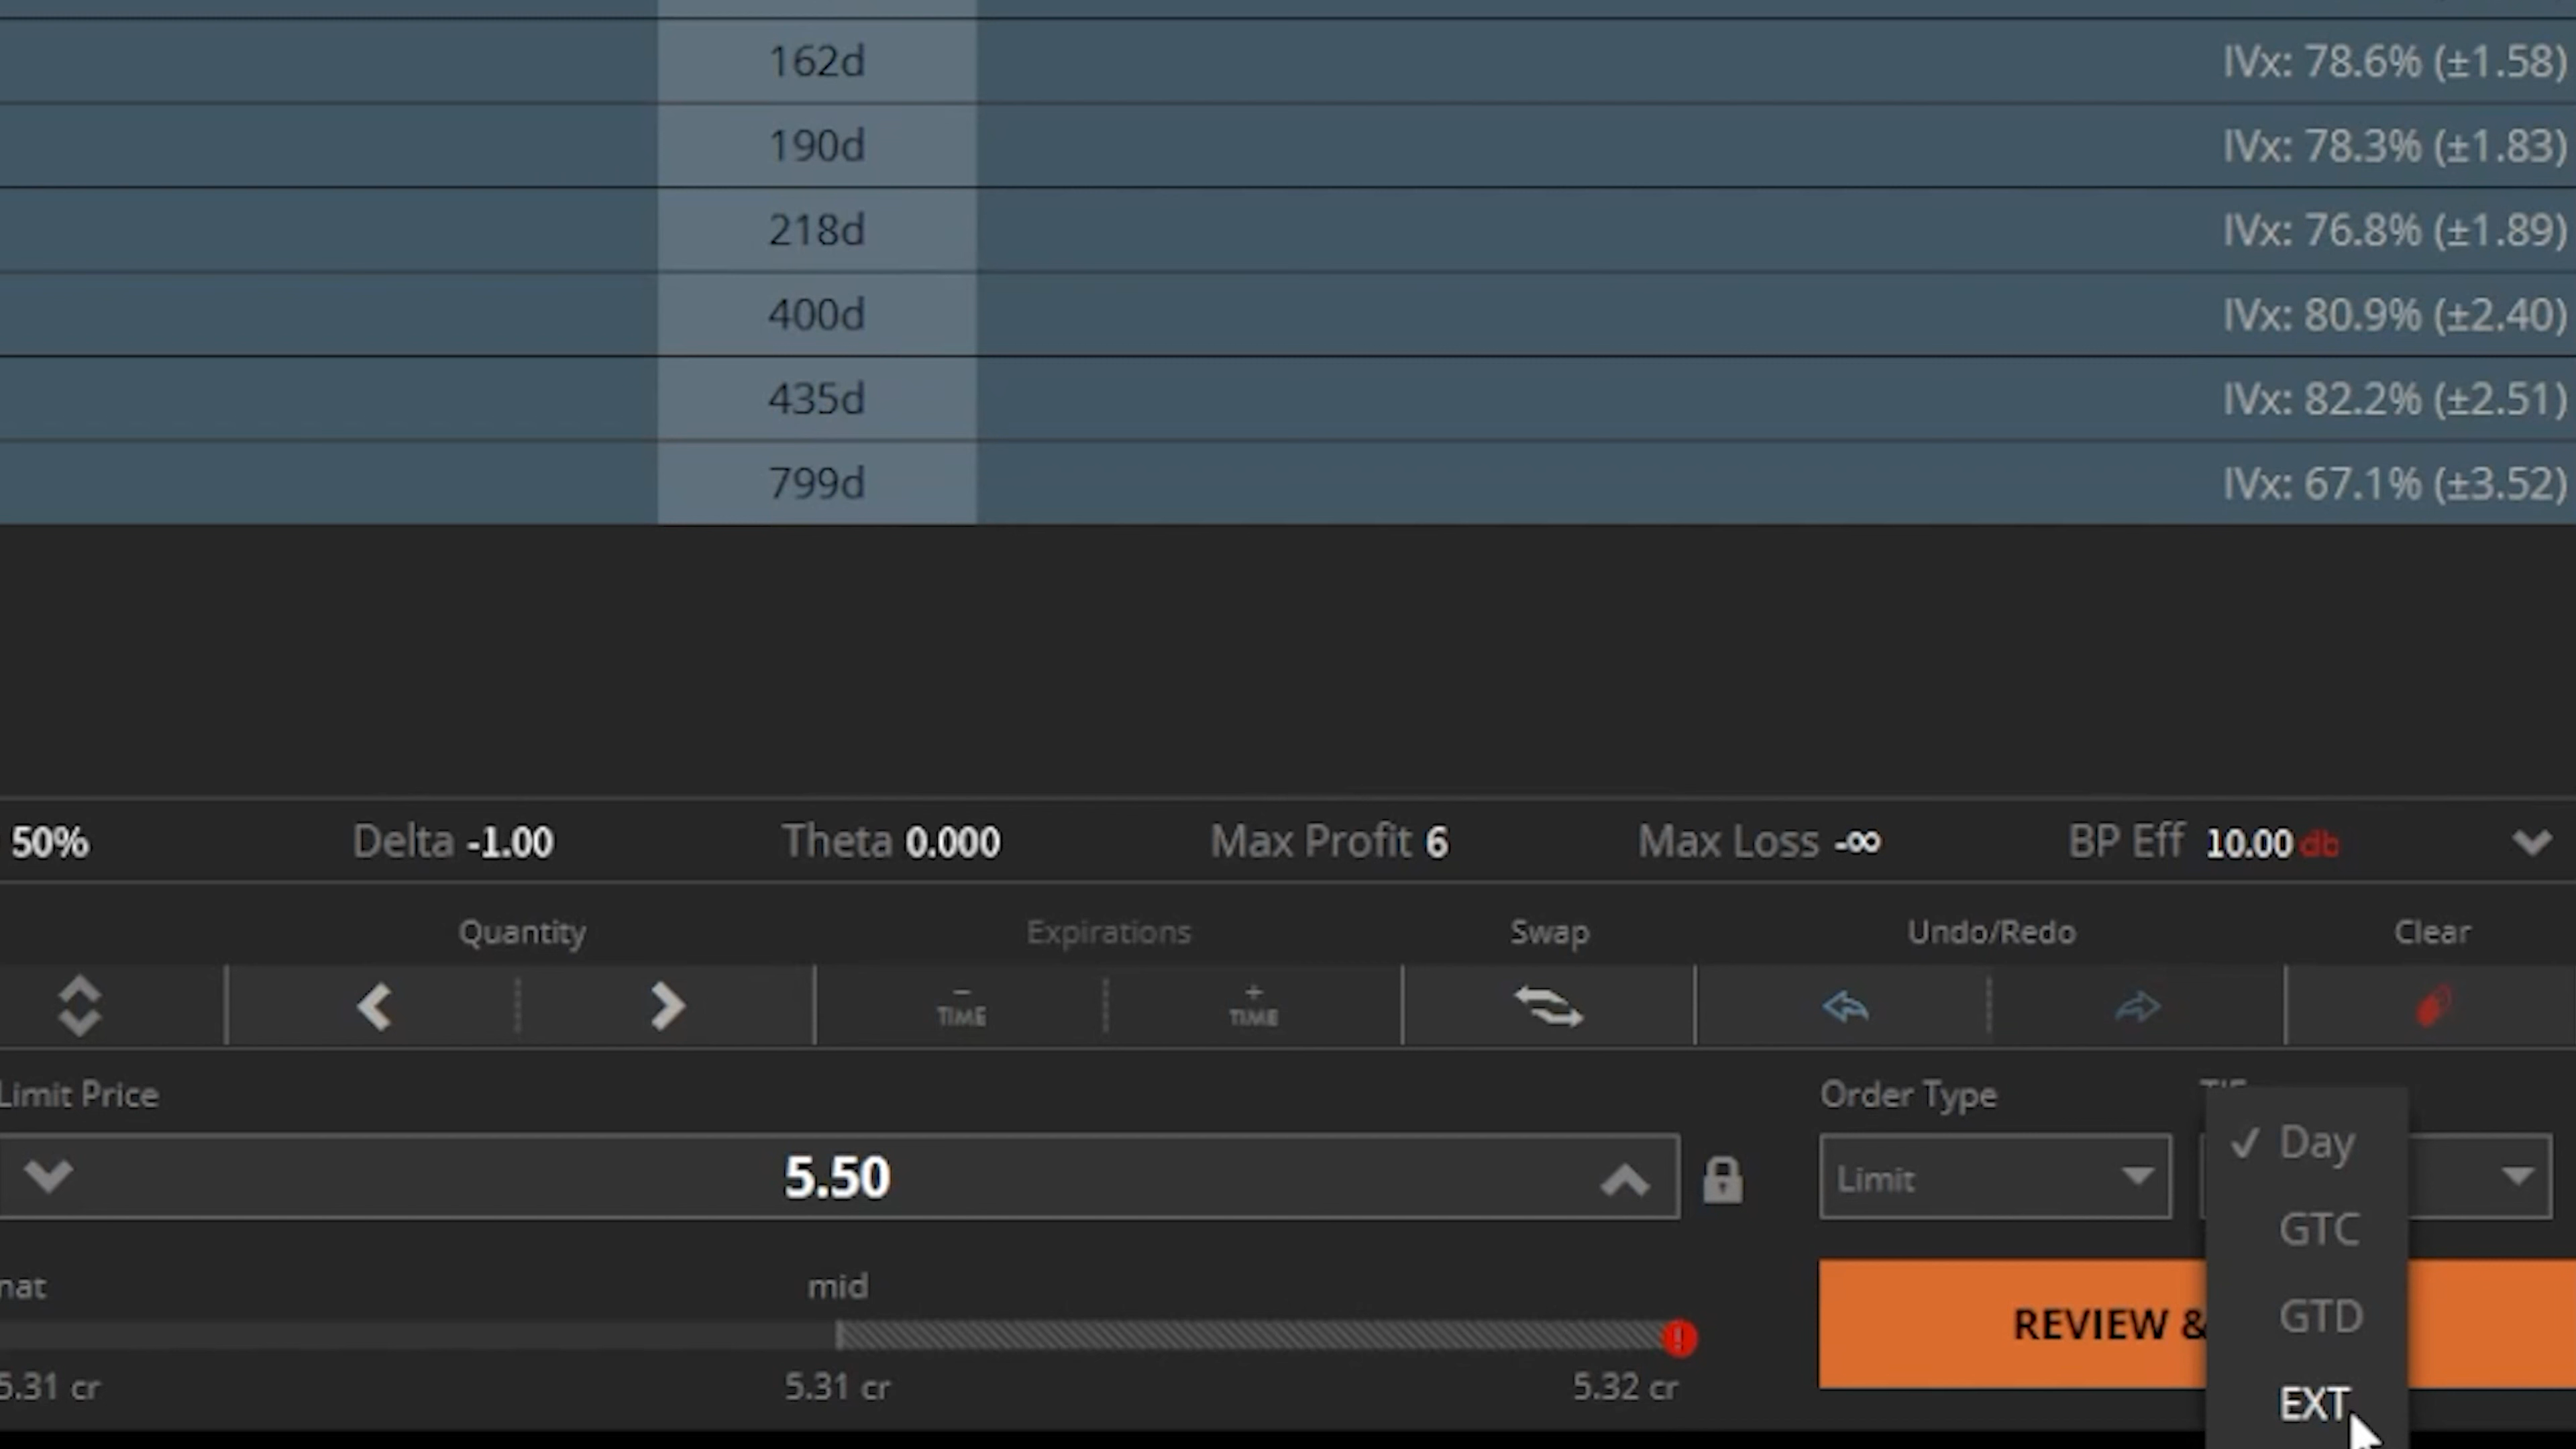 162d IVx: 78.6% (±1.58)
190d IVx: 78.3% (±1.83)
218d IVx: 76.8% (±1.89)
400d IVx: 80.9% (±2.40)
435d IVx: 82.2% (±2.51)
799d IVx: 67.1% (±3.52)
50% Delta -1.00 Theta 0.000 Max Profit 6 Max Loss -∞ BP Eff 10.00 db
Quantity Expirations Swap Undo/Redo Clear
− TIME + TIME
Limit Price Order Type
5.50 Limit
✓ Day
GTC
GTD
EXT
nat mid
REVIEW &
5.31 cr 5.31 cr 5.32 cr